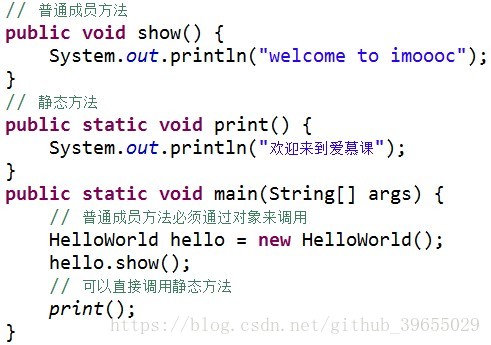 // 普通成员方法
public void show() {
    System.out.println("welcome to imoooc");
}
// 静态方法
public static void print() {
    System.out.println("欢迎来到爱慕课");
}
public static void main(String[] args) {
    // 普通成员方法必须通过对象来调用
    HelloWorld hello = new HelloWorld();
    hello.show();
    // 可以直接调用静态方法
    print();
}
https://blog.csdn.net/github_39655029